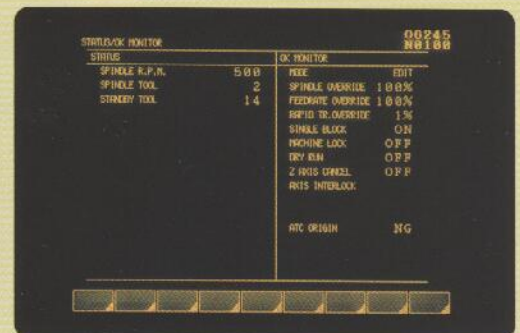 O6245
STATUS/OK MONITOR N0100
STATUS
SPINDLE R.P.M. 500
SPINDLE TOOL 2
STANDBY TOOL 14
OK MONITOR
MODE EDIT
SPINDLE OVERRIDE 100%
FEEDRATE OVERRIDE 100%
RAPID TR.OVERRIDE 1%
SINGLE BLOCK ON
MACHINE LOCK OFF
DRY RUN OFF
Z AXIS CANCEL OFF
AXIS INTERLOCK
ATC ORIGIN NG